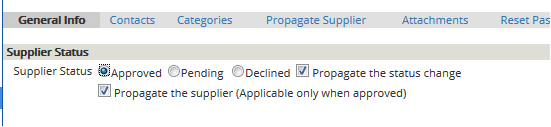 General Info Contacts Categories Propagate Supplier Attachments Reset Pas
Supplier Status
Supplier Status Approved Pending Declined Propagate the status change
Propagate the supplier (Applicable only when approved)